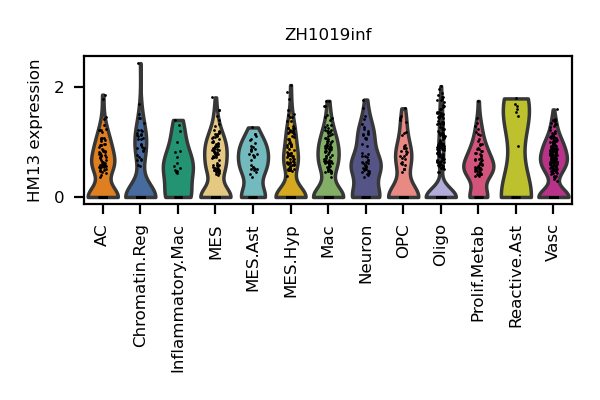 ZH1019inf
HM13 expression
2
0
AC
Chromatin.Reg
Inflammatory.Mac
MES
MES.Ast
MES.Hyp
Mac
Neuron
OPC
Oligo
Prolif.Metab
Reactive.Ast
Vasc